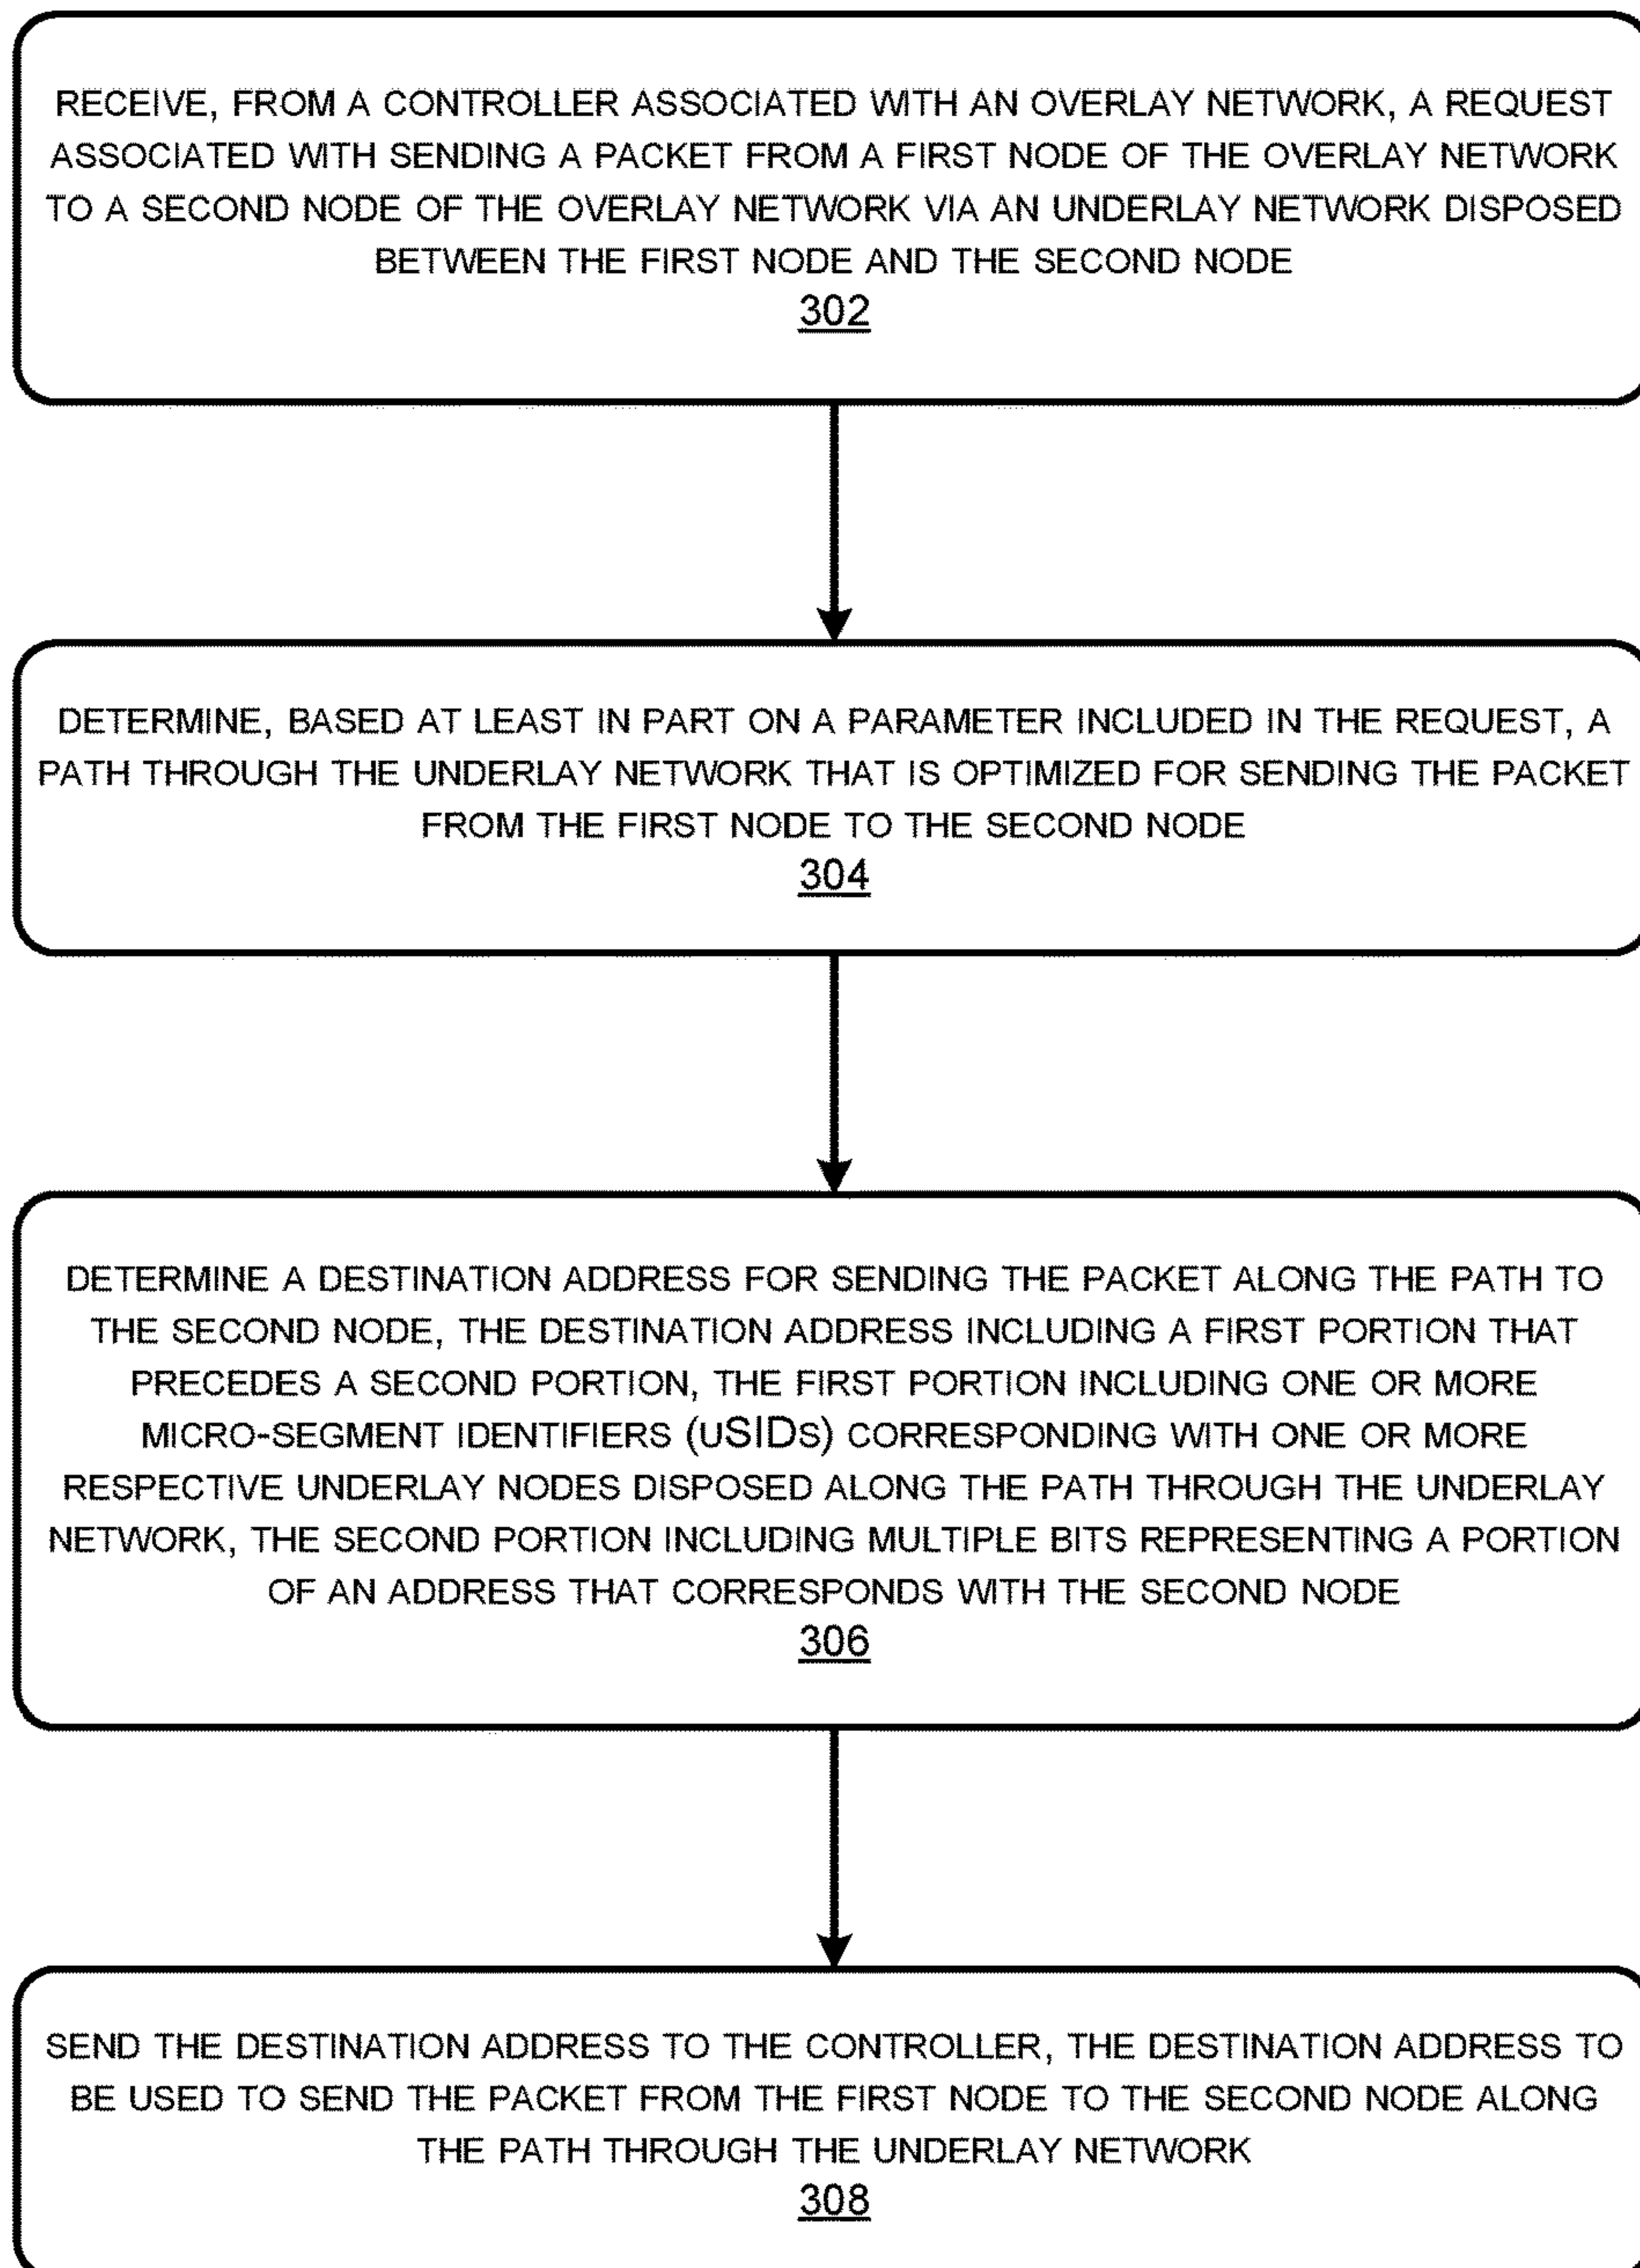 RECEIVE, FROM A CONTROLLER ASSOCIATED WITH AN OVERLAY NETWORK, A REQUEST
ASSOCIATED WITH SENDING A PACKET FROM A FIRST NODE OF THE OVERLAY NETWORK
TO A SECOND NODE OF THE OVERLAY NETWORK VIA AN UNDERLAY NETWORK DISPOSED
BETWEEN THE FIRST NODE AND THE SECOND NODE
302
DETERMINE, BASED AT LEAST IN PART ON A PARAMETER INCLUDED IN THE REQUEST, A
PATH THROUGH THE UNDERLAY NETWORK THAT IS OPTIMIZED FOR SENDING THE PACKET
FROM THE FIRST NODE TO THE SECOND NODE
304
DETERMINE A DESTINATION ADDRESS FOR SENDING THE PACKET ALONG THE PATH TO
THE SECOND NODE, THE DESTINATION ADDRESS INCLUDING A FIRST PORTION THAT
PRECEDES A SECOND PORTION, THE FIRST PORTION INCLUDING ONE OR MORE
MICRO-SEGMENT IDENTIFIERS (USIDS) CORRESPONDING WITH ONE OR MORE
RESPECTIVE UNDERLAY NODES DISPOSED ALONG THE PATH THROUGH THE UNDERLAY
NETWORK, THE SECOND PORTION INCLUDING MULTIPLE BITS REPRESENTING A PORTION
OF AN ADDRESS THAT CORRESPONDS WITH THE SECOND NODE
306
SEND THE DESTINATION ADDRESS TO THE CONTROLLER, THE DESTINATION ADDRESS TO
BE USED TO SEND THE PACKET FROM THE FIRST NODE TO THE SECOND NODE ALONG
THE PATH THROUGH THE UNDERLAY NETWORK
308